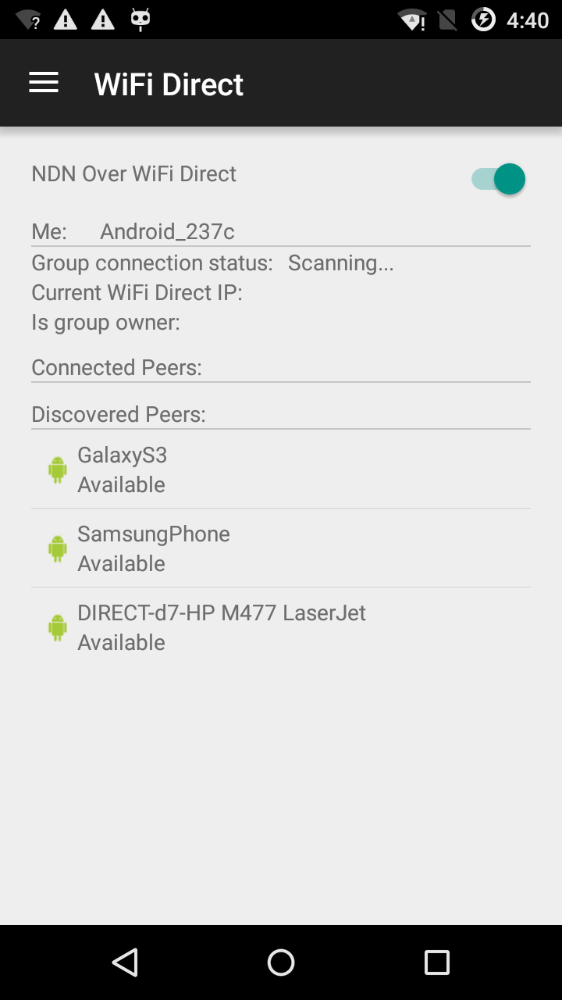 4:40
WiFi Direct
NDN Over WiFi Direct
Me: Android_237c
Group connection status: Scanning...
Current WiFi Direct IP:
Is group owner:
Connected Peers:
Discovered Peers:
GalaxyS3
Available
SamsungPhone
Available
DIRECT-d7-HP M477 LaserJet
Available